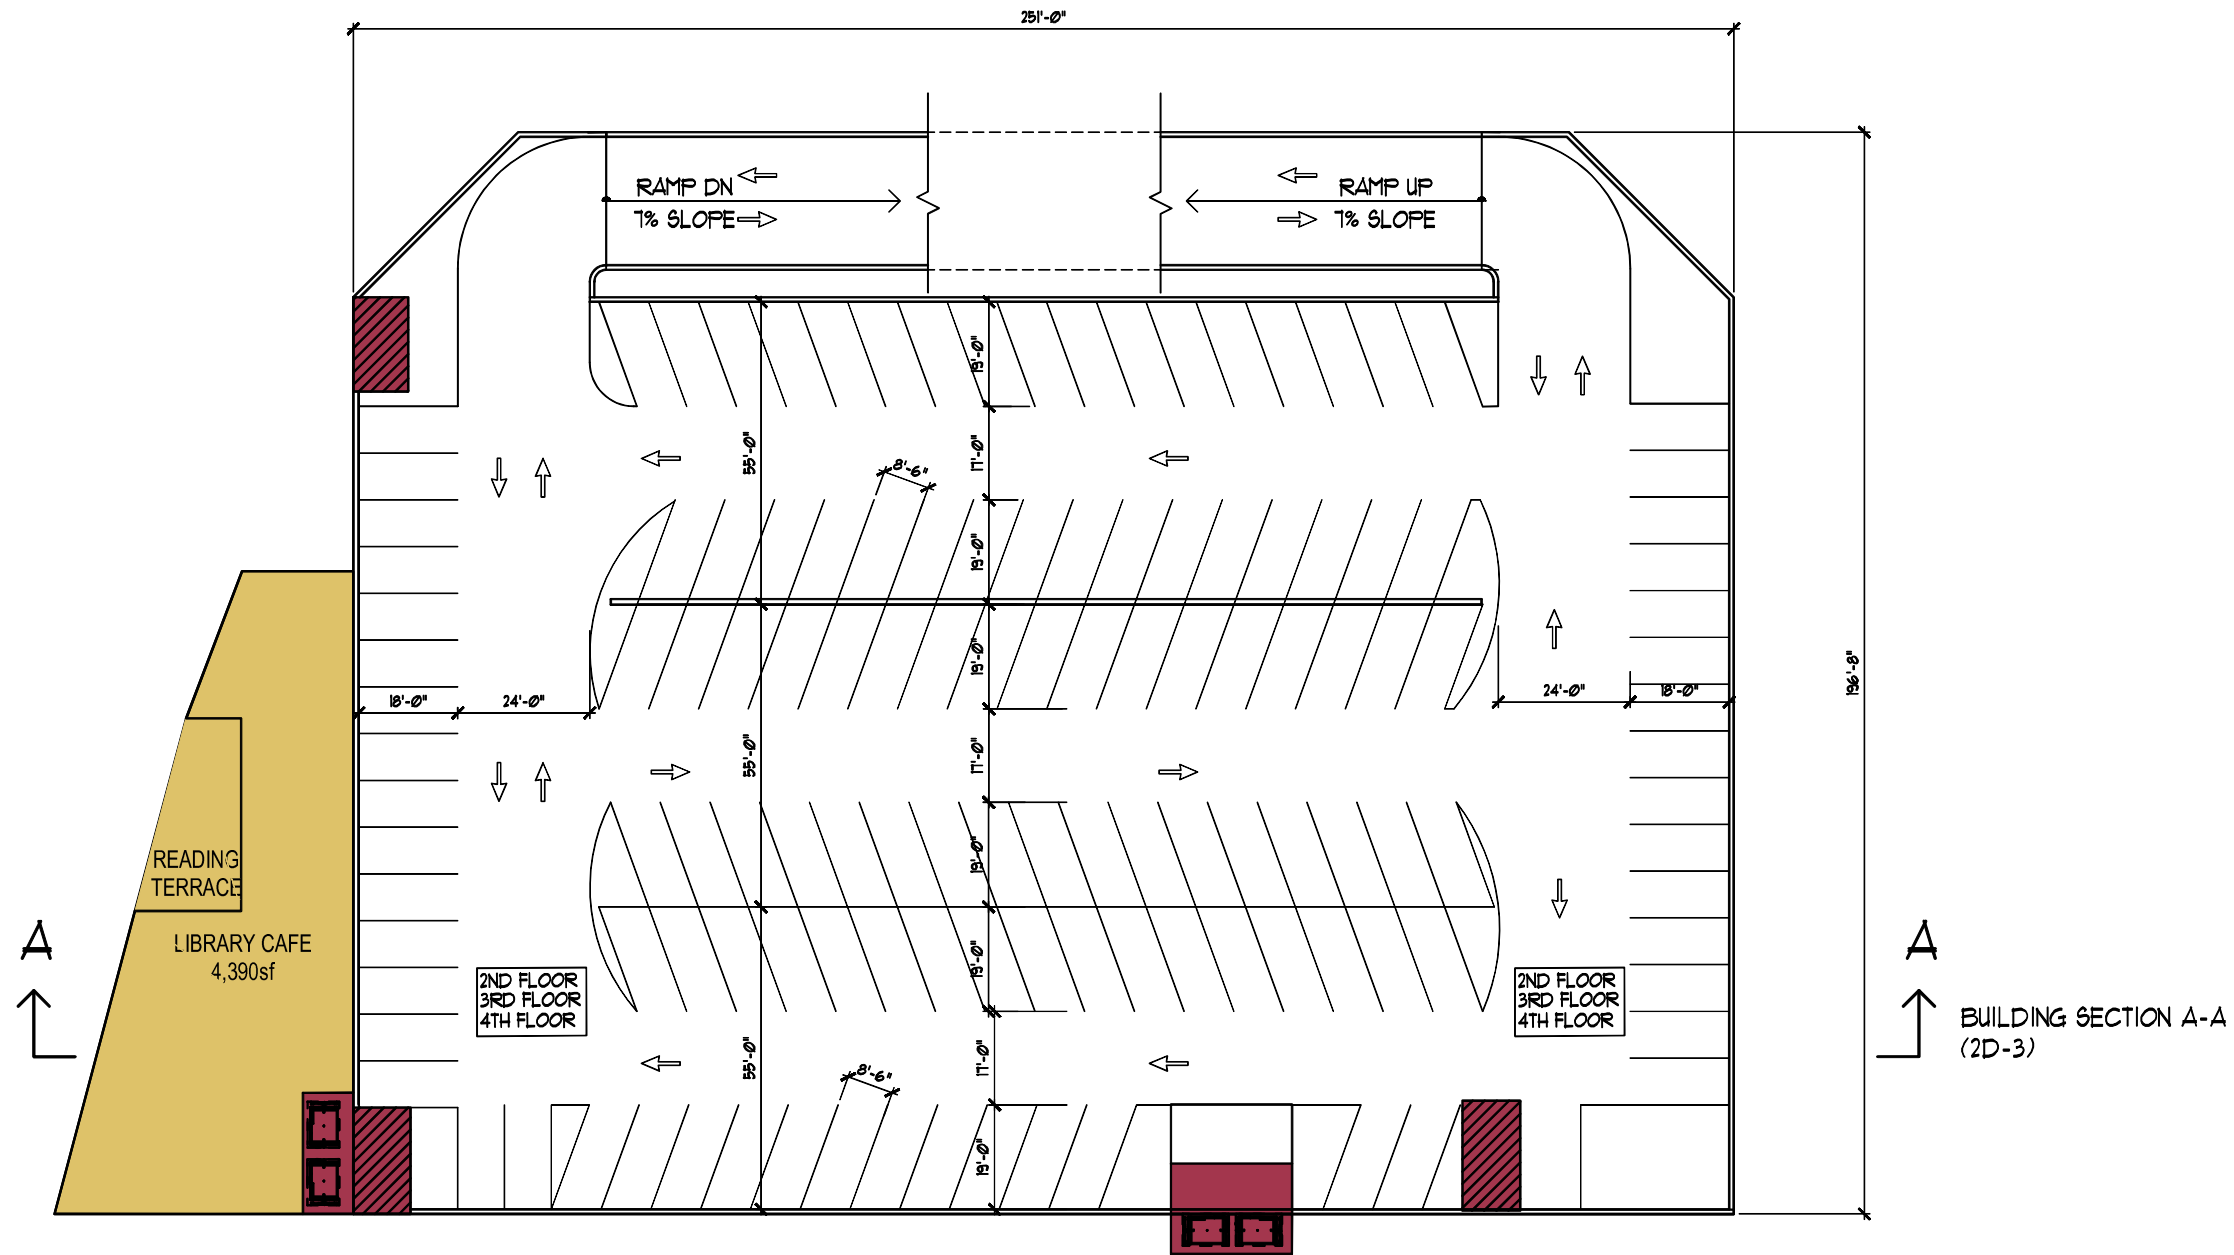 251'-0"
RAMP DN
7% SLOPE
RAMP UP
7% SLOPE
19'-0"
55'-0"
17'-0"
8'-6"
19'-0"
19'-0"
196'-8"
18'-0"
24'-0"
24'-0"
18'-0"
55'-0"
17'-0"
19'-0"
READING
TERRACE
LIBRARY CAFE
4,390sf
A
A
19'-0"
2ND FLOOR
3RD FLOOR
4TH FLOOR
2ND FLOOR
3RD FLOOR
4TH FLOOR
BUILDING SECTION A-A
(2D-3)
55'-0"
17'-0"
8'-6"
19'-0"